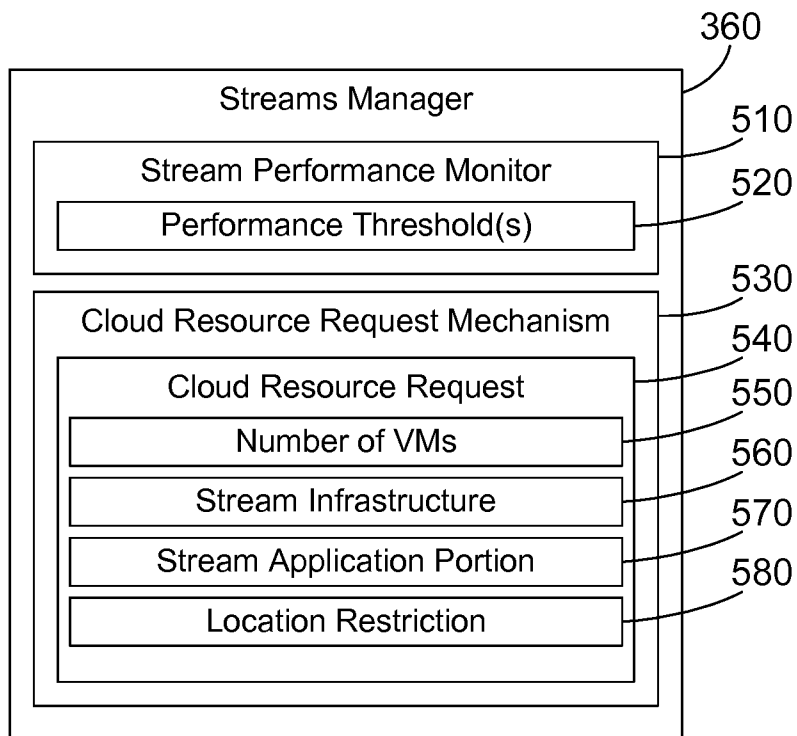 360
Streams Manager
510
Stream Performance Monitor
520
Performance Threshold(s)
530
Cloud Resource Request Mechanism
540
Cloud Resource Request
550
Number of VMs
560
Stream Infrastructure
570
Stream Application Portion
580
Location Restriction